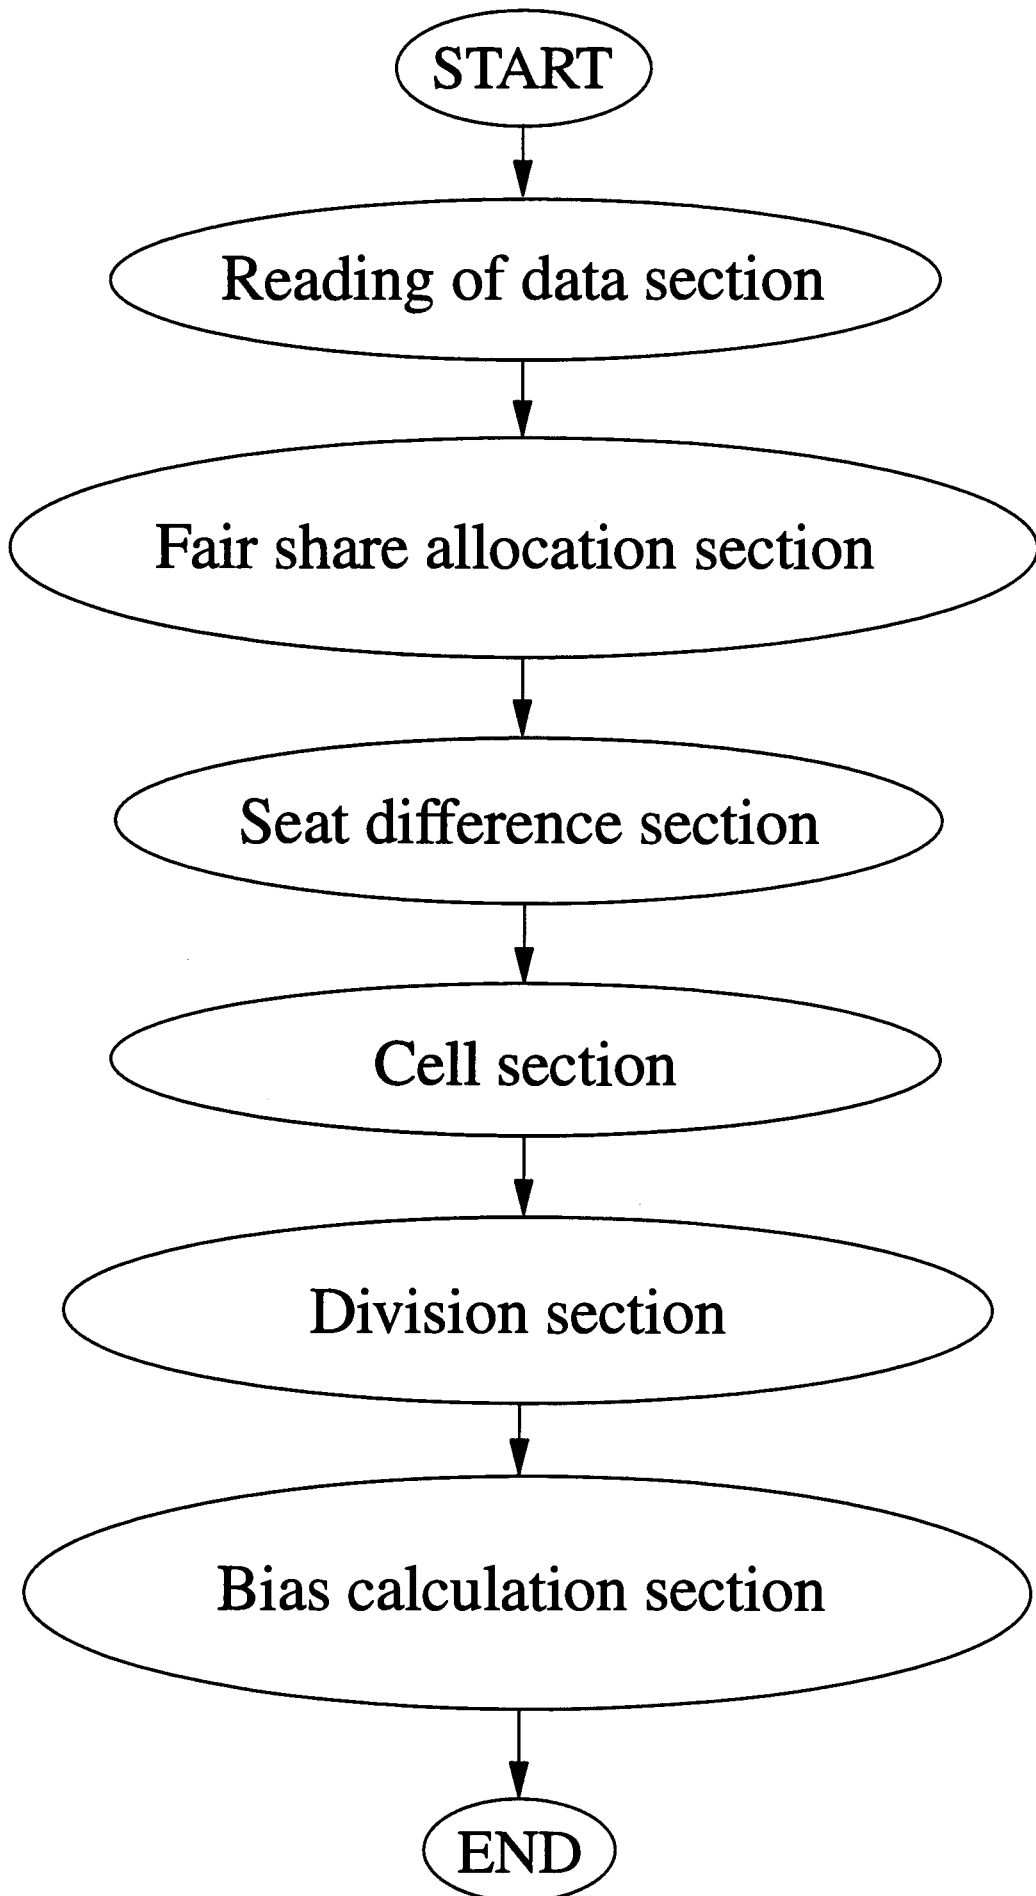 START
Reading of data section
Fair share allocation section
Seat difference section
Cell section
Division section
Bias calculation section
END